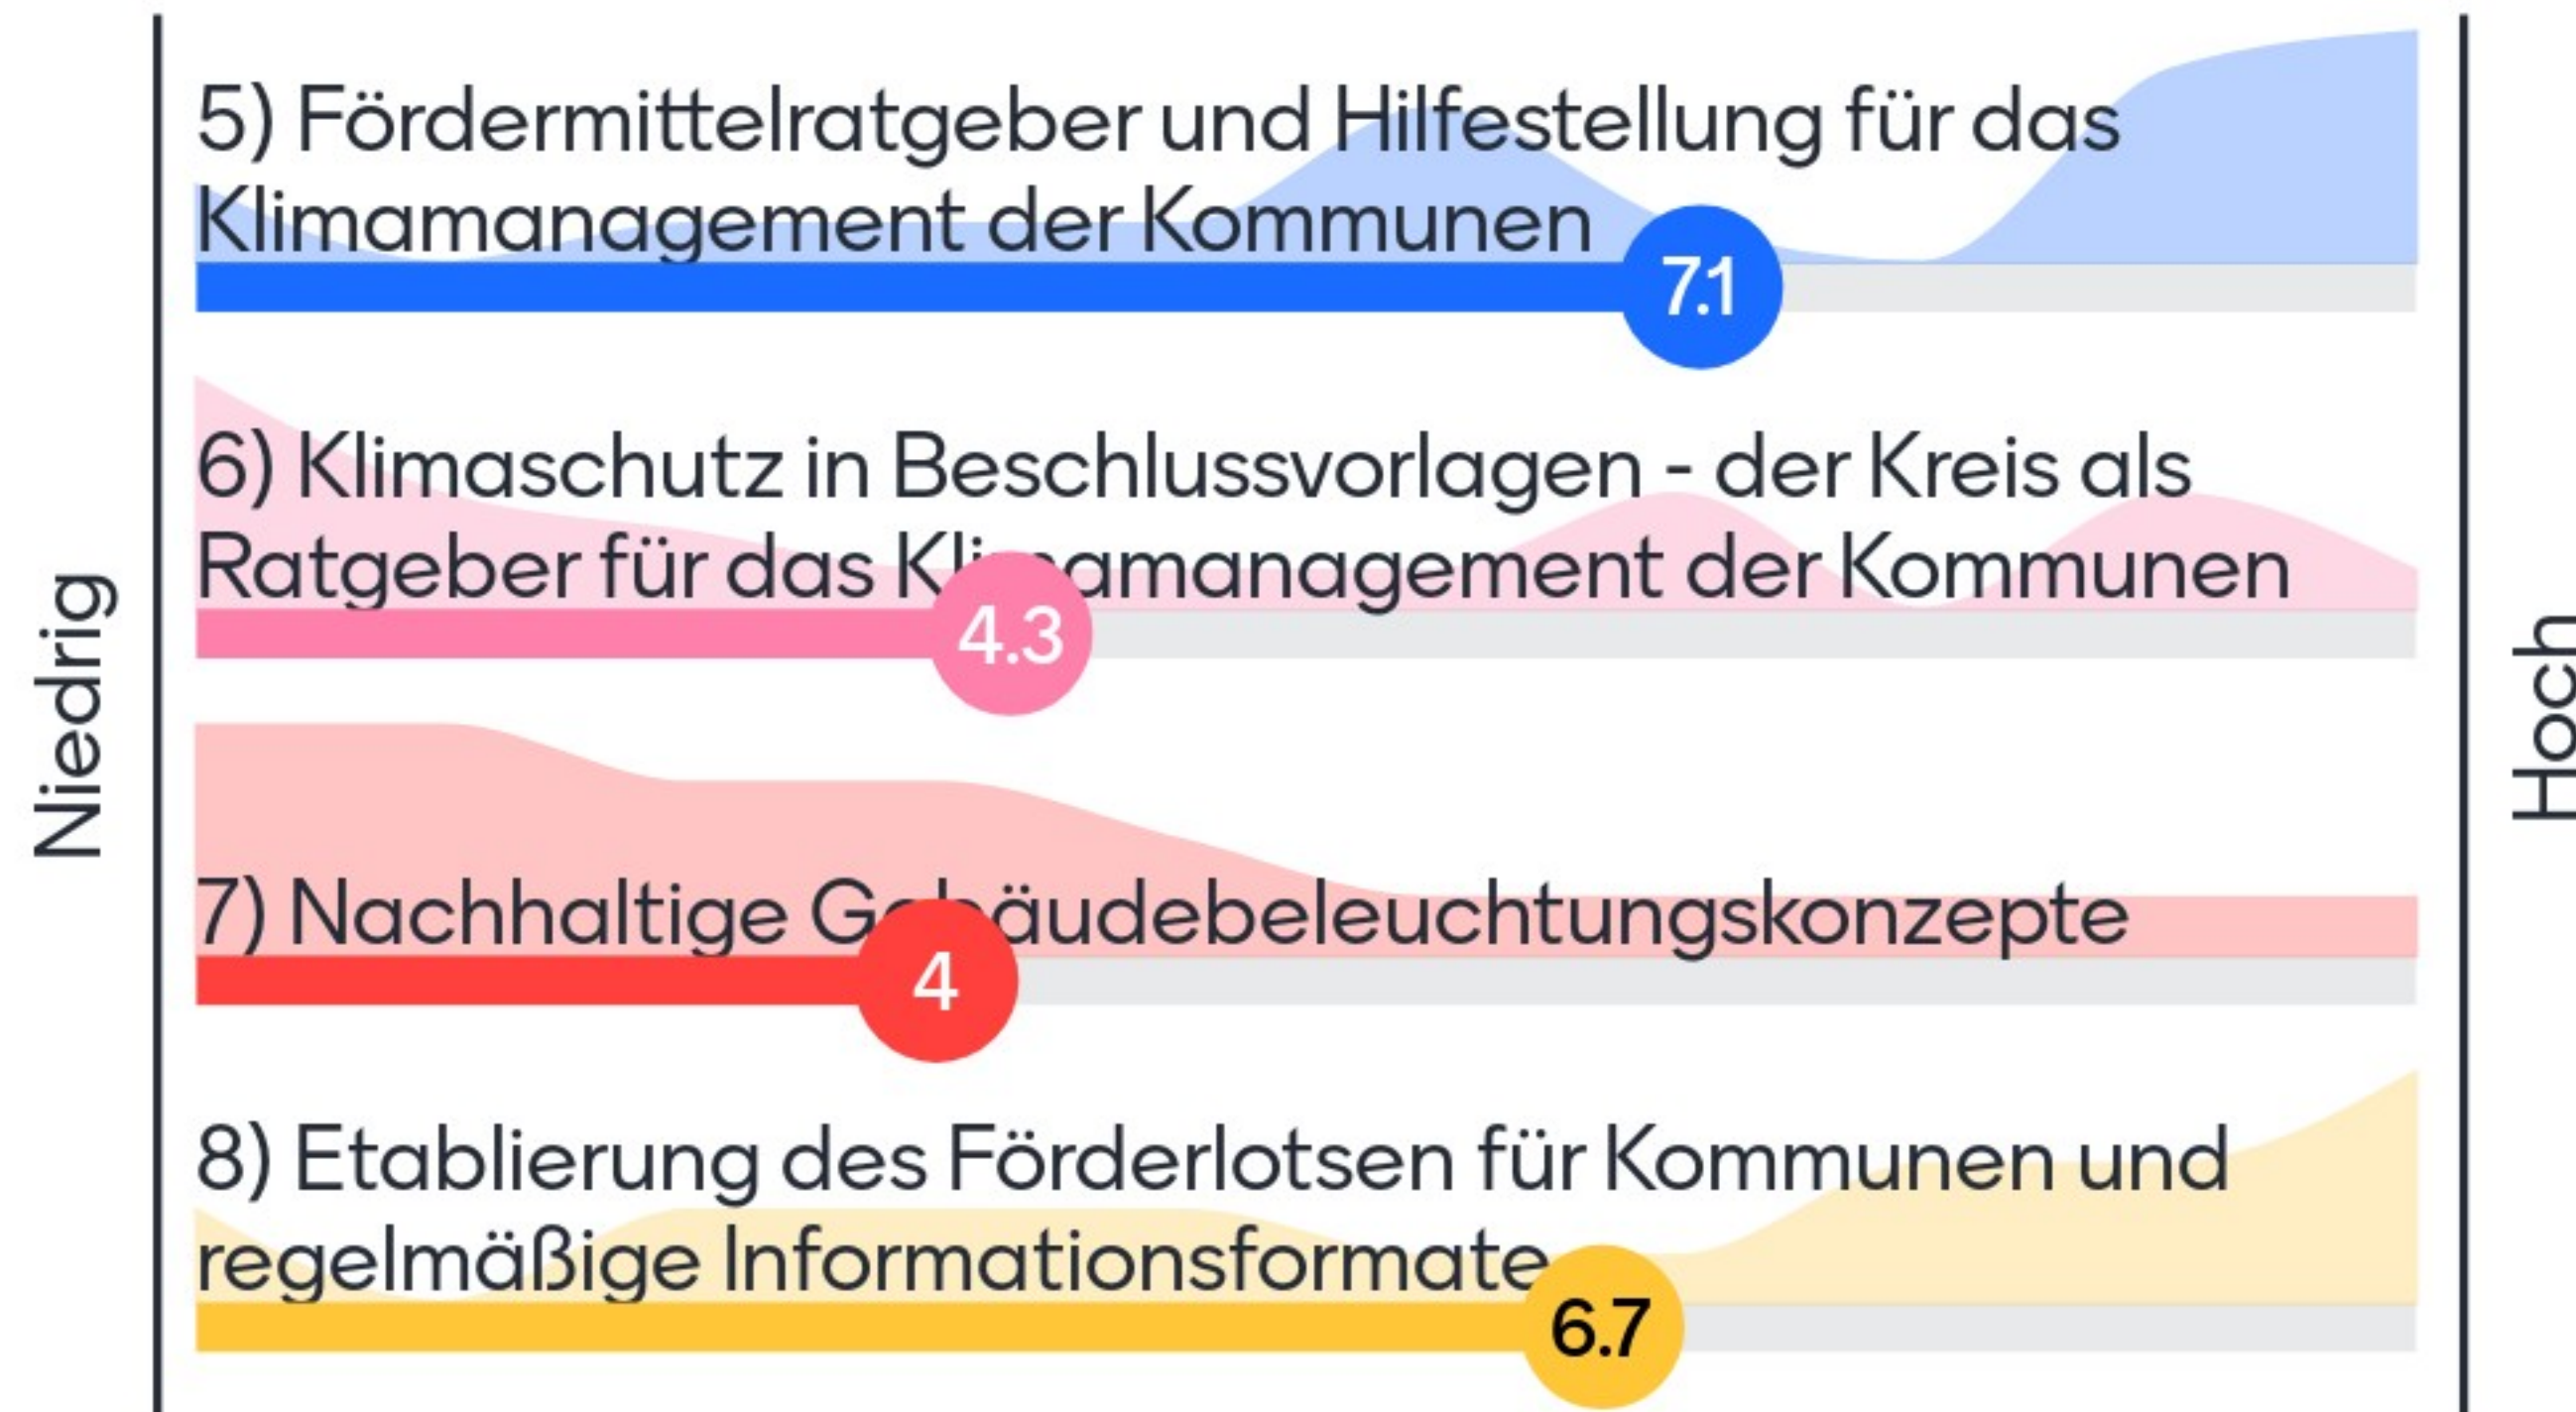 5) Fördermittelratgeber und Hilfestellung für das
Klimamanagement der Kommunen
7.1
6) Klimaschutz in Beschlussvorlagen - der Kreis als
Ratgeber für das Klimamanagement der Kommunen
4.3
Niedrig
Hoch
7) Nachhaltige Gebäudebeleuchtungskonzepte
4
8) Etablierung des Förderlotsen für Kommunen und
regelmäßige Informationsformate
6.7